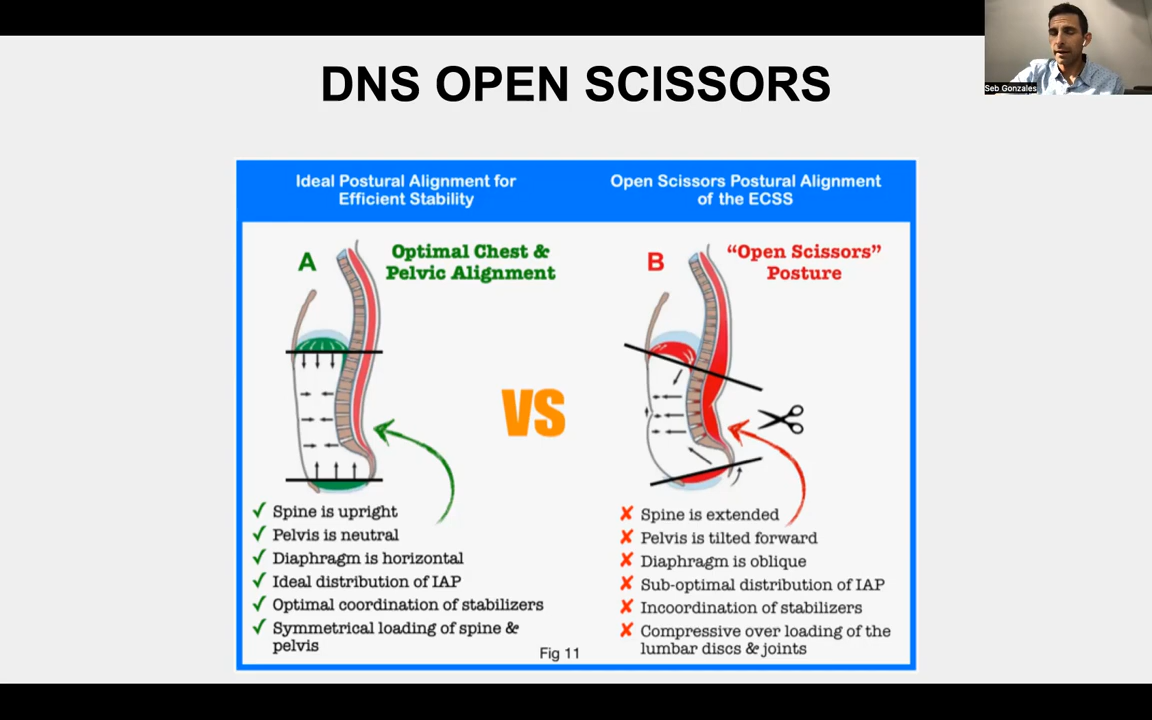 Seb Gonzales
DNS OPEN SCISSORS
Ideal Postural Alignment for
Efficient Stability
Open Scissors Postural Alignment
of the ECSS
A
Optimal Chest &
Pelvic Alignment
B
“Open Scissors”
Posture
VS
✓ Spine is upright
✓ Pelvis is neutral
✓ Diaphragm is horizontal
✓ Ideal distribution of IAP
✓ Optimal coordination of stabilizers
✓ Symmetrical loading of spine &
pelvis
✘ Spine is extended
✘ Pelvis is tilted forward
✘ Diaphragm is oblique
✘ Sub-optimal distribution of IAP
✘ Incoordination of stabilizers
✘ Compressive over loading of the
lumbar discs & joints
Fig 11